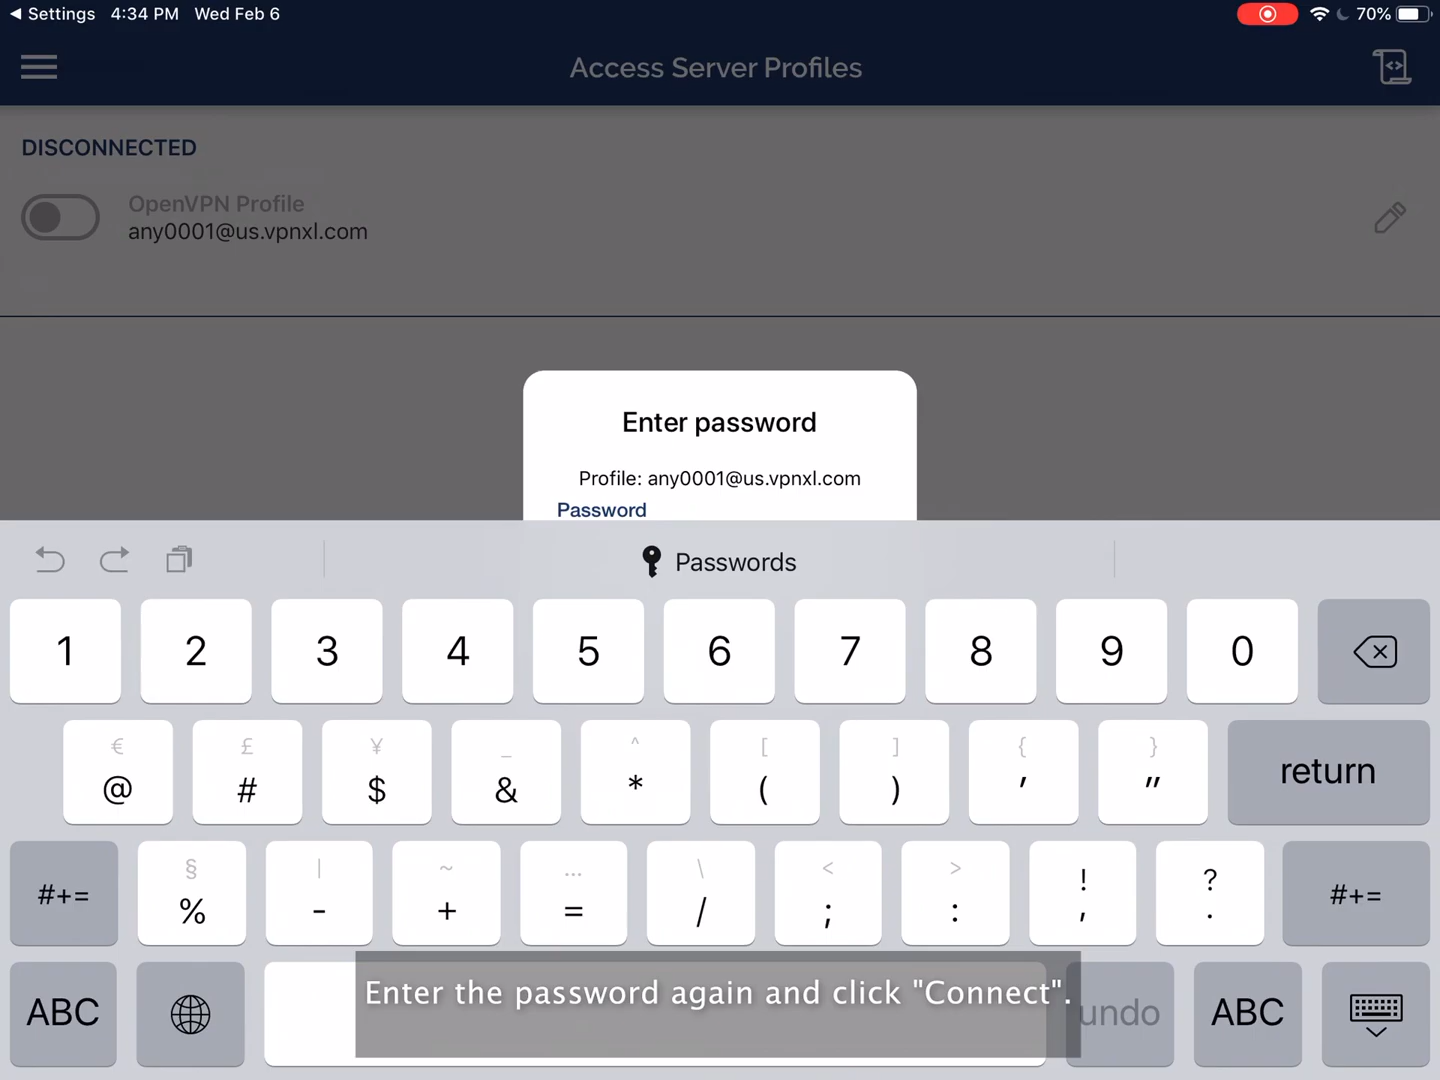 ◀ Settings 4:34 PM Wed Feb 6 70%
Access Server Profiles
DISCONNECTED
OpenVPN Profile
any0001@us.vpnxl.com
Enter password
Profile: any0001@us.vpnxl.com
Password
Passwords
1 2 3 4 5 6 7 8 9 0
€ £ ¥ _ ^ [ ] { }
@ # $ & * ( ) ' " return
§ | ~ … \ < > ! ?
#+= % - + = / ; : , . #+=
ABC undo ABC
Enter the password again and click "Connect".